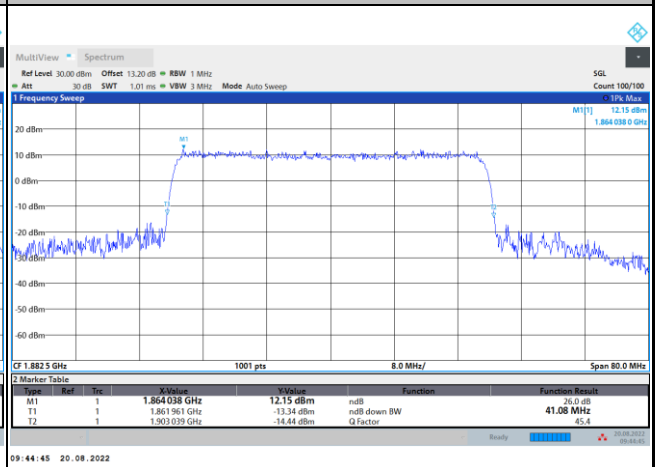 MultiView Spectrum
Ref Level 30.00 dBm Offset 13.20 dB RBW 1 MHz SGL
Att 30 dB SWT 1.01 ms VBW 3 MHz Mode Auto Sweep Count 100/100
1 Frequency Sweep 1Pk Max
M1[1] 12.15 dBm
1.864 038 0 GHz
20 dBm
M1
10 dBm
0 dBm
-10 dBm
-20 dBm
-30 dBm
-40 dBm
-50 dBm
-60 dBm
CF 1.882 5 GHz 1001 pts 8.0 MHz/ Span 80.0 MHz
2 Marker Table
Type Ref Trc X-Value Y-Value Function Function Result
M1 1 1.864 038 GHz 12.15 dBm ndB 26.0 dB
T1 1 1.861 961 GHz -13.34 dBm ndB down BW 41.08 MHz
T2 1 1.903 039 GHz -14.44 dBm Q Factor 45.4
Ready 20.08.2022
09:44:45
09:44:45 20.08.2022